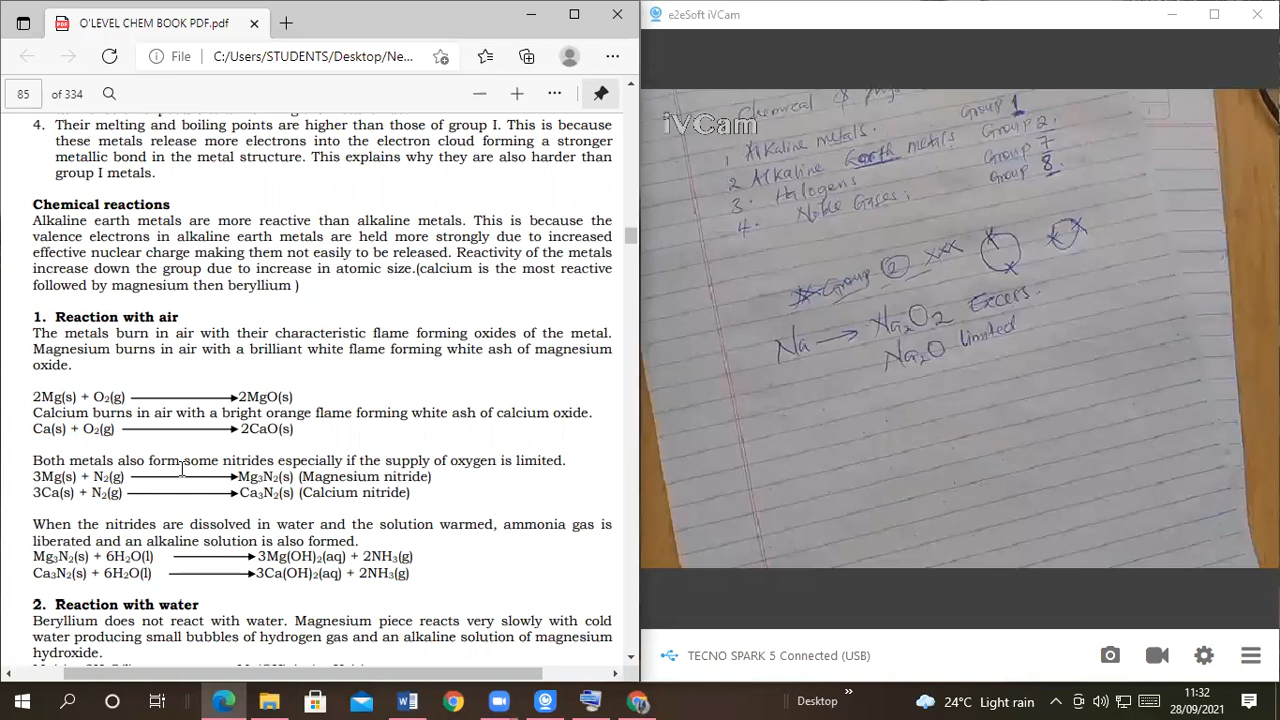 O'LEVEL CHEM BOOK PDF.pdf
File C:/Users/STUDENTS/Desktop/Ne...
85 of 334
4. Their melting and boiling points are higher than those of group I. This is because
these metals release more electrons into the electron cloud forming a stronger
metallic bond in the metal structure. This explains why they are also harder than
group I metals.
Chemical reactions
Alkaline earth metals are more reactive than alkaline metals. This is because the
valence electrons in alkaline earth metals are held more strongly due to increased
effective nuclear charge making them not easily to be released. Reactivity of the metals
increase down the group due to increase in atomic size.(calcium is the most reactive
followed by magnesium then beryllium )
1. Reaction with air
The metals burn in air with their characteristic flame forming oxides of the metal.
Magnesium burns in air with a brilliant white flame forming white ash of magnesium
oxide.
2Mg(s) + O₂(g) ⟶ 2MgO(s)
Calcium burns in air with a bright orange flame forming white ash of calcium oxide.
Ca(s) + O₂(g) ⟶ 2CaO(s)
Both metals also form some nitrides especially if the supply of oxygen is limited.
3Mg(s) + N₂(g) ⟶ Mg₃N₂(s) (Magnesium nitride)
3Ca(s) + N₂(g) ⟶ Ca₃N₂(s) (Calcium nitride)
When the nitrides are dissolved in water and the solution warmed, ammonia gas is
liberated and an alkaline solution is also formed.
Mg₃N₂(s) + 6H₂O(l) ⟶ 3Mg(OH)₂(aq) + 2NH₃(g)
Ca₃N₂(s) + 6H₂O(l) ⟶ 3Ca(OH)₂(aq) + 2NH₃(g)
2. Reaction with water
Beryllium does not react with water. Magnesium piece reacts very slowly with cold
water producing small bubbles of hydrogen gas and an alkaline solution of magnesium
hydroxide.
e2eSoft iVCam
iVCam
Chemical &
1 Alkaline metals. Group 1
2 Alkaline Earth metals Group 2.
3. Halogens Group 7
4. Noble Gases; Group 8.
Group 2 xxx
Na → Na₂O₂ Excess.
Na₂O limited
TECNO SPARK 5 Connected (USB)
Desktop
24°C Light rain
11:32
28/09/2021